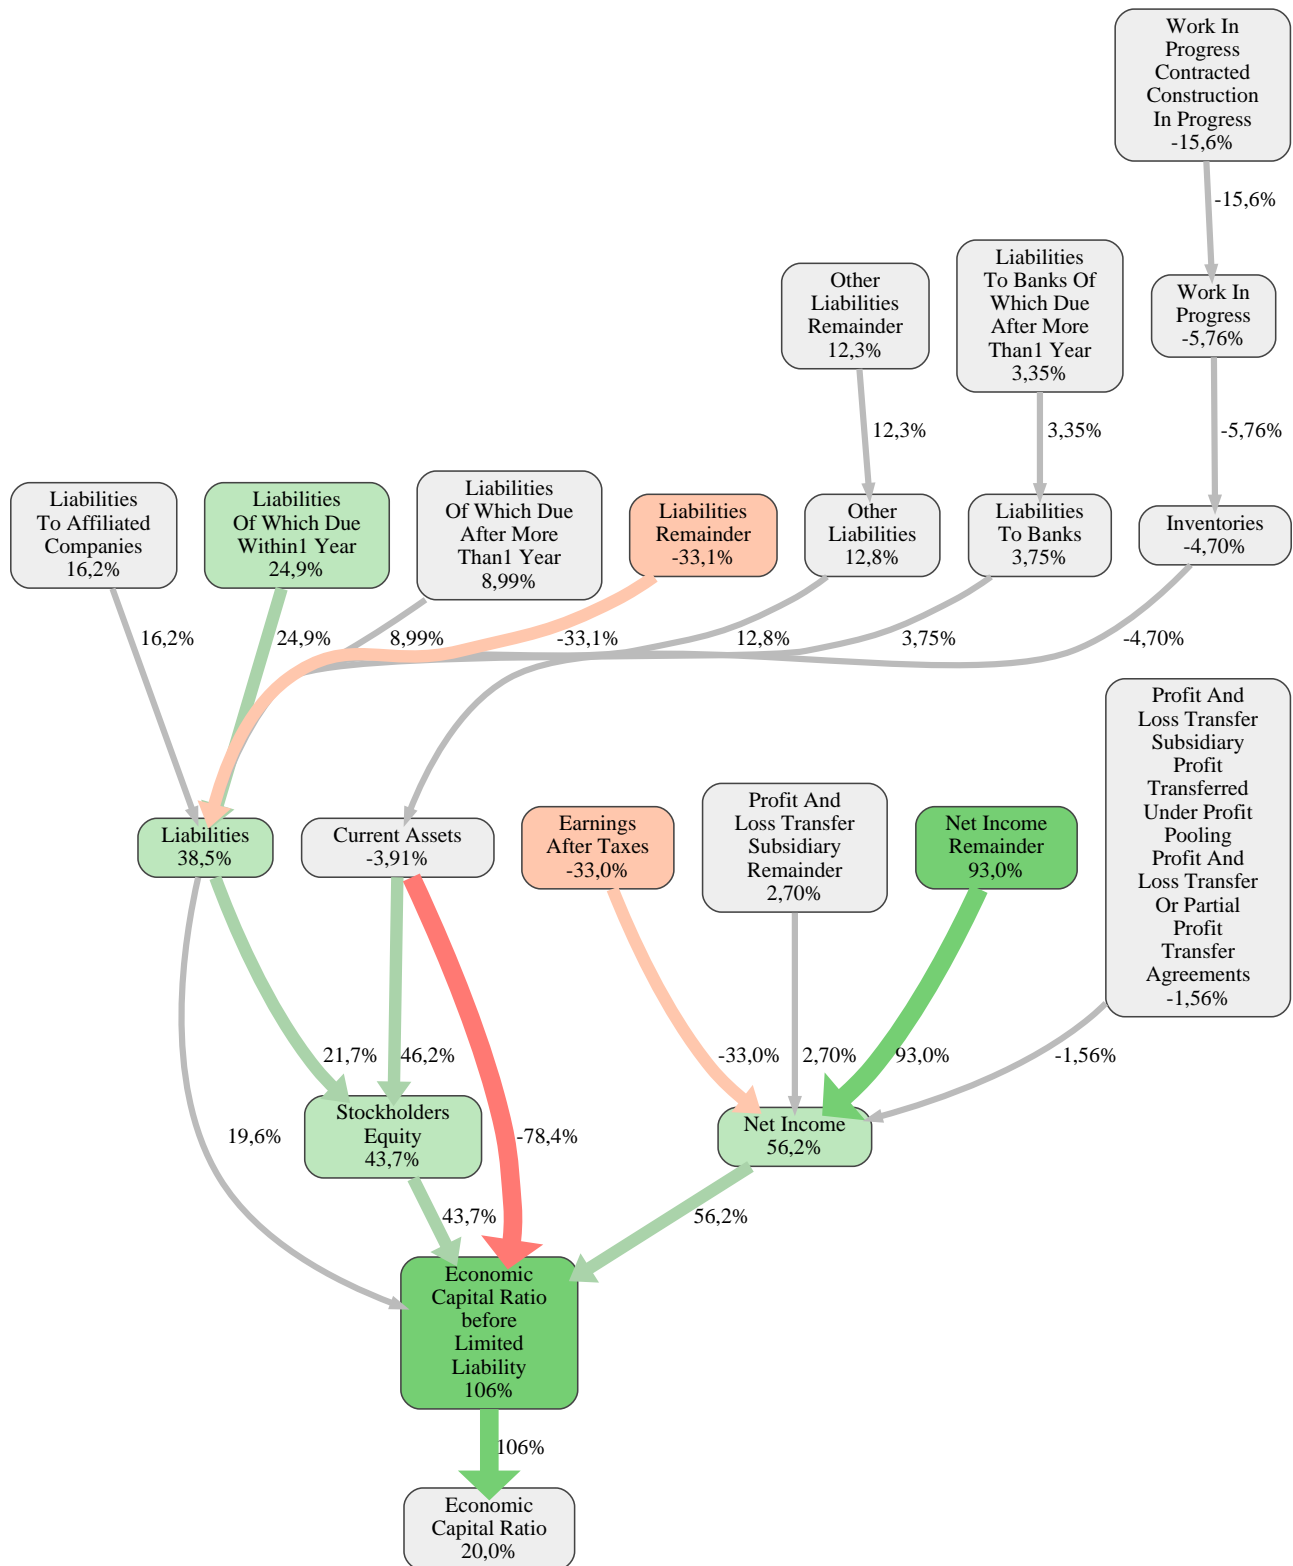 Work In
Progress
Contracted
Construction
In Progress
-15,6%
-15,6%
Other
Liabilities
Remainder
12,3%
Liabilities
To Banks Of
Which Due
After More
Than1 Year
3,35%
Work In
Progress
-5,76%
12,3%
3,35%
-5,76%
Liabilities
To Affiliated
Companies
16,2%
Liabilities
Of Which Due
Within1 Year
24,9%
Liabilities
Of Which Due
After More
Than1 Year
8,99%
Liabilities
Remainder
-33,1%
Other
Liabilities
12,8%
Liabilities
To Banks
3,75%
Inventories
-4,70%
16,2%
24,9%
8,99%
-33,1%
12,8%
3,75%
-4,70%
Profit And
Loss Transfer
Subsidiary
Profit
Transferred
Under Profit
Pooling
Profit And
Loss Transfer
Or Partial
Profit
Transfer
Agreements
-1,56%
Liabilities
38,5%
Current Assets
-3,91%
Earnings
After Taxes
-33,0%
Profit And
Loss Transfer
Subsidiary
Remainder
2,70%
Net Income
Remainder
93,0%
21,7%
46,2%
-33,0%
2,70%
93,0%
-1,56%
Stockholders
Equity
43,7%
Net Income
56,2%
19,6%
-78,4%
43,7%
56,2%
Economic
Capital Ratio
before
Limited
Liability
106%
106%
Economic
Capital Ratio
20,0%